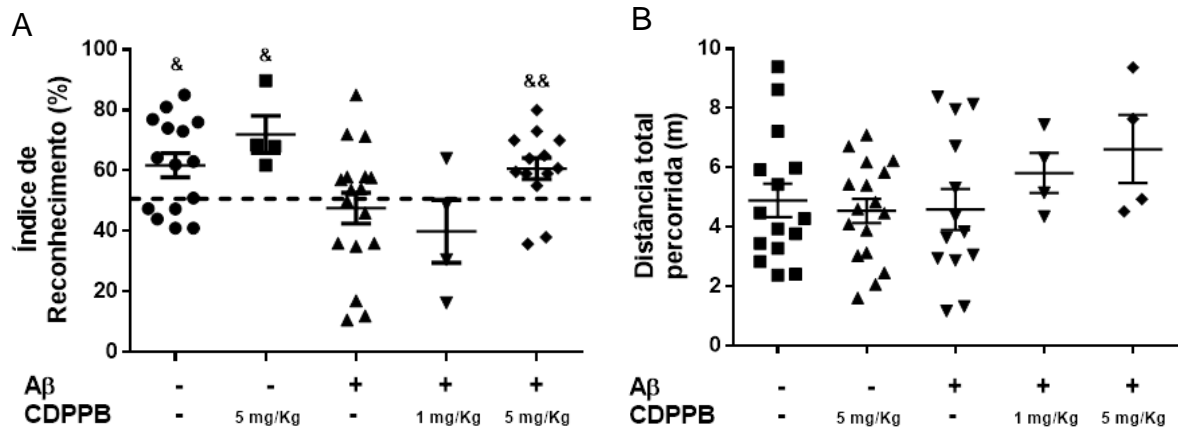 A
Índice de
Reconhecimento (%)
100
80
60
40
20
0
&
&
&&
Aβ - - + + +
CDPPB - 5 mg/Kg - 1 mg/Kg 5 mg/Kg
B
Distância total
percorrida (m)
10
8
6
4
2
0
Aβ - - + + +
CDPPB - 5 mg/Kg - 1 mg/Kg 5 mg/Kg